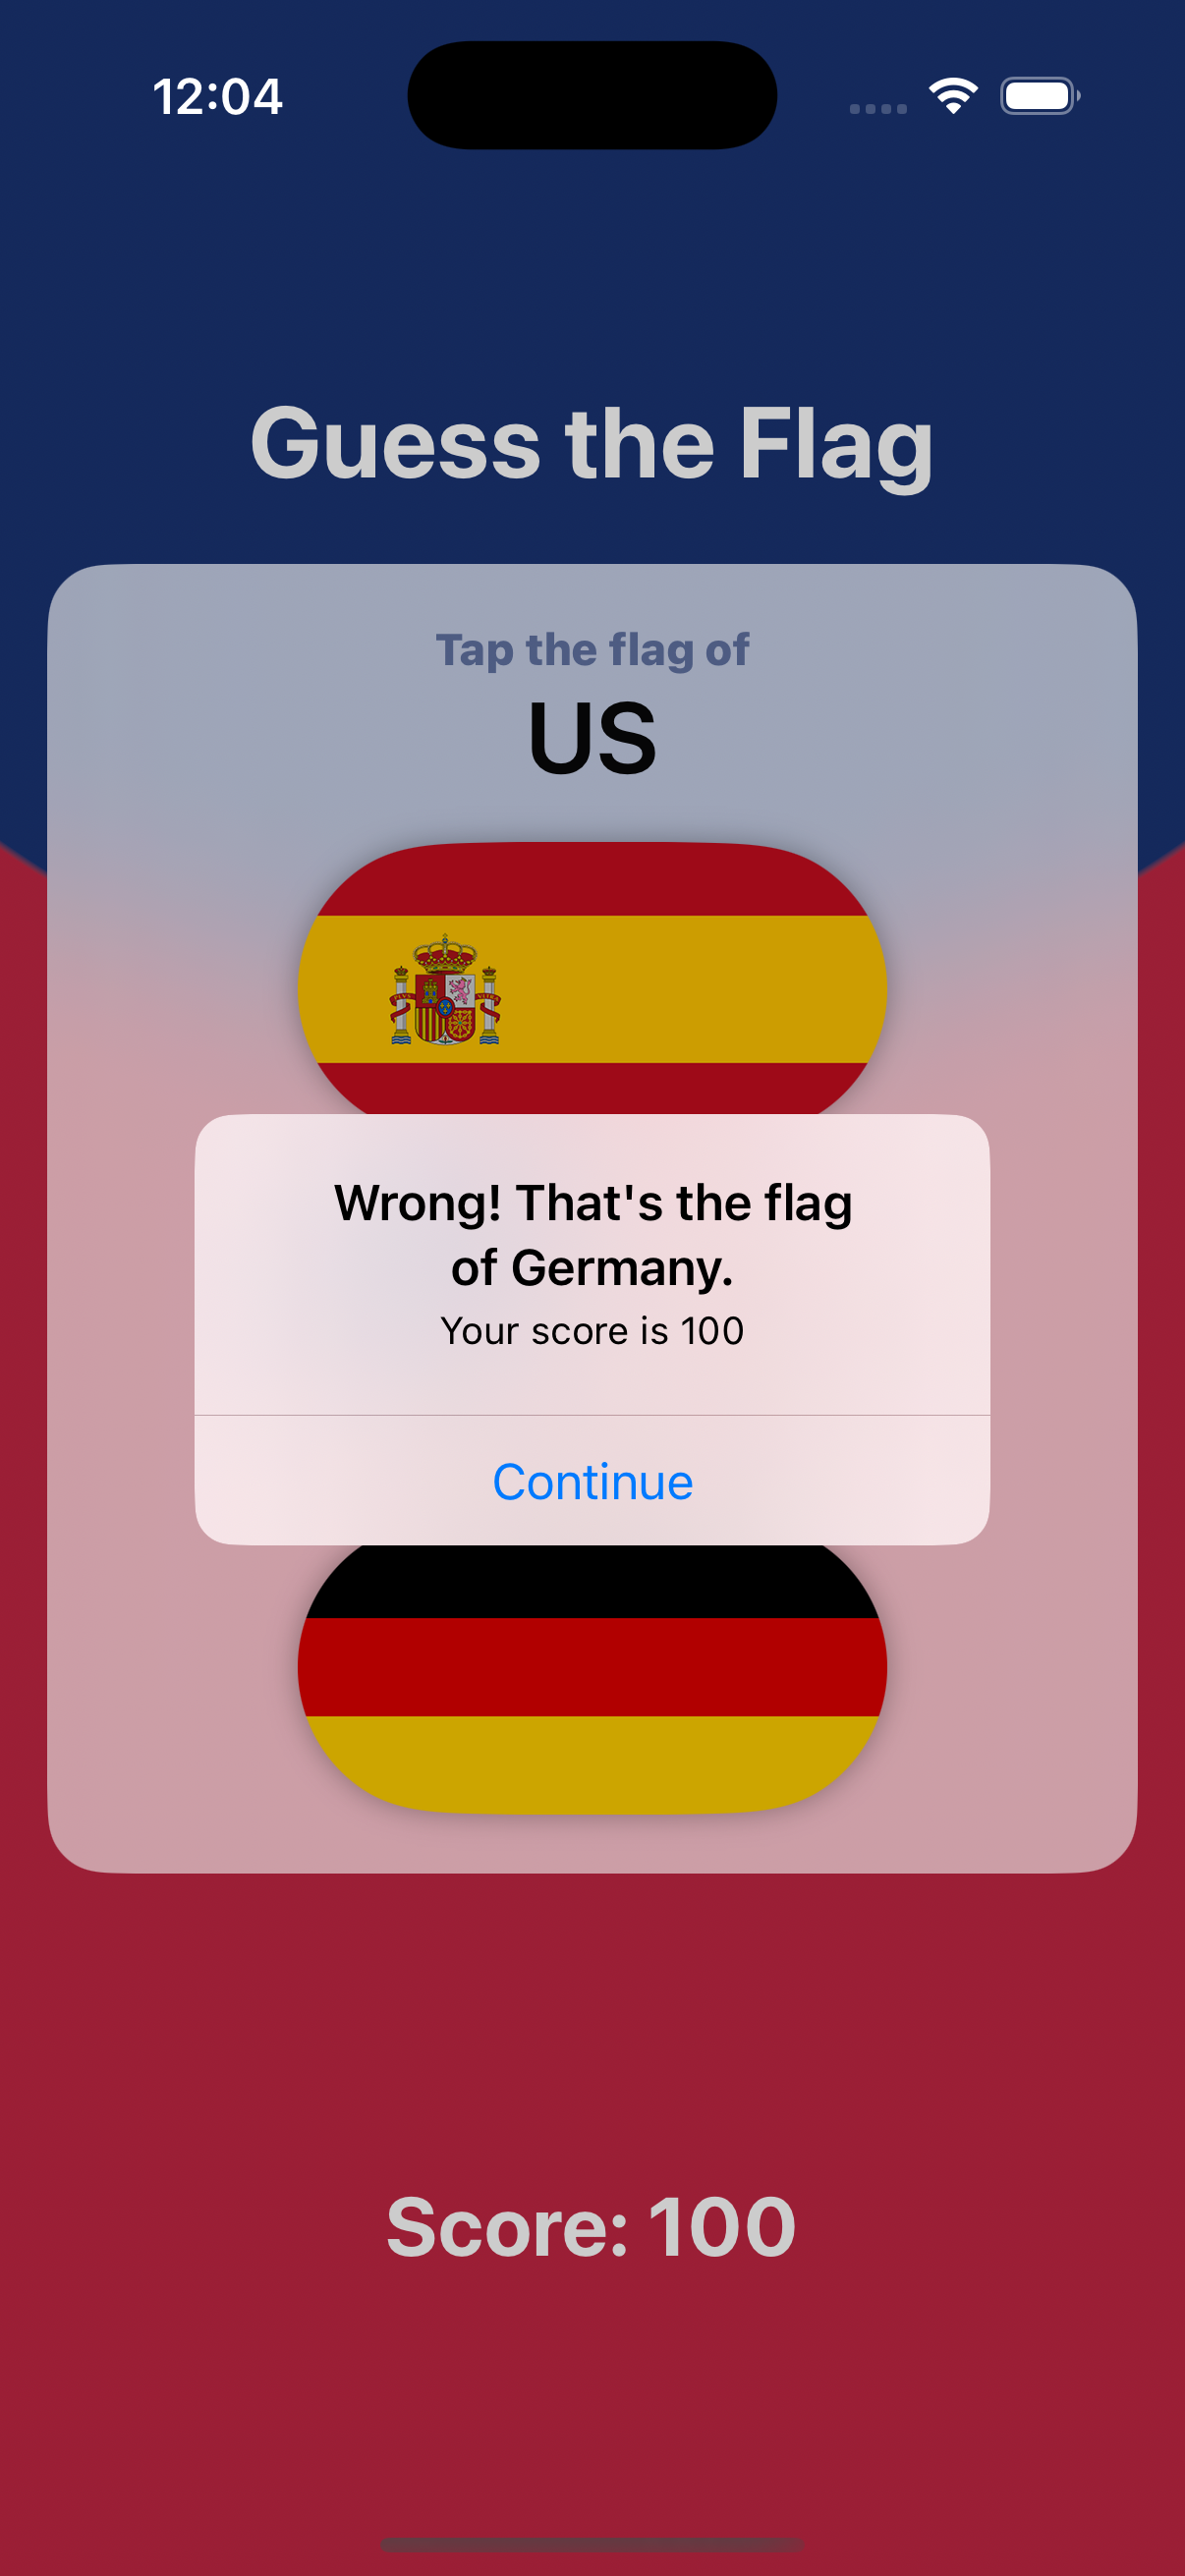 12:04
Guess the Flag
Tap the flag of
US
Wrong! That's the flag
of Germany.
Your score is 100
Continue
Score: 100